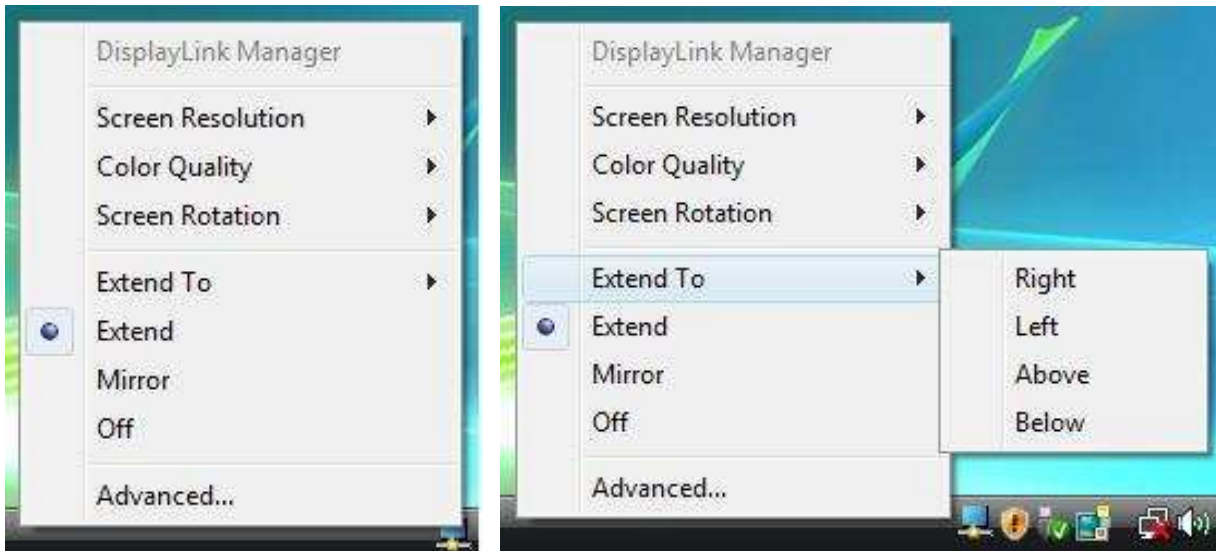 DisplayLink Manager
Screen Resolution
Color Quality
Screen Rotation
Extend To
Extend
Mirror
Off
Advanced...
DisplayLink Manager
Screen Resolution
Color Quality
Screen Rotation
Extend To
Extend
Mirror
Off
Advanced...
Right
Left
Above
Below